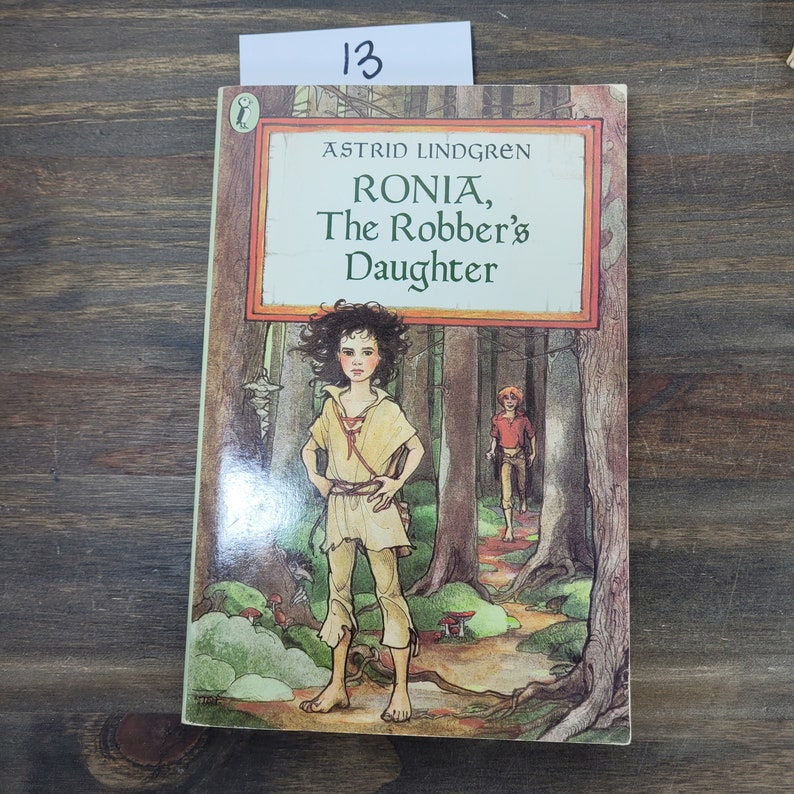 13
ASTRID LINDGREN
RONIA,
The Robber's
Daughter